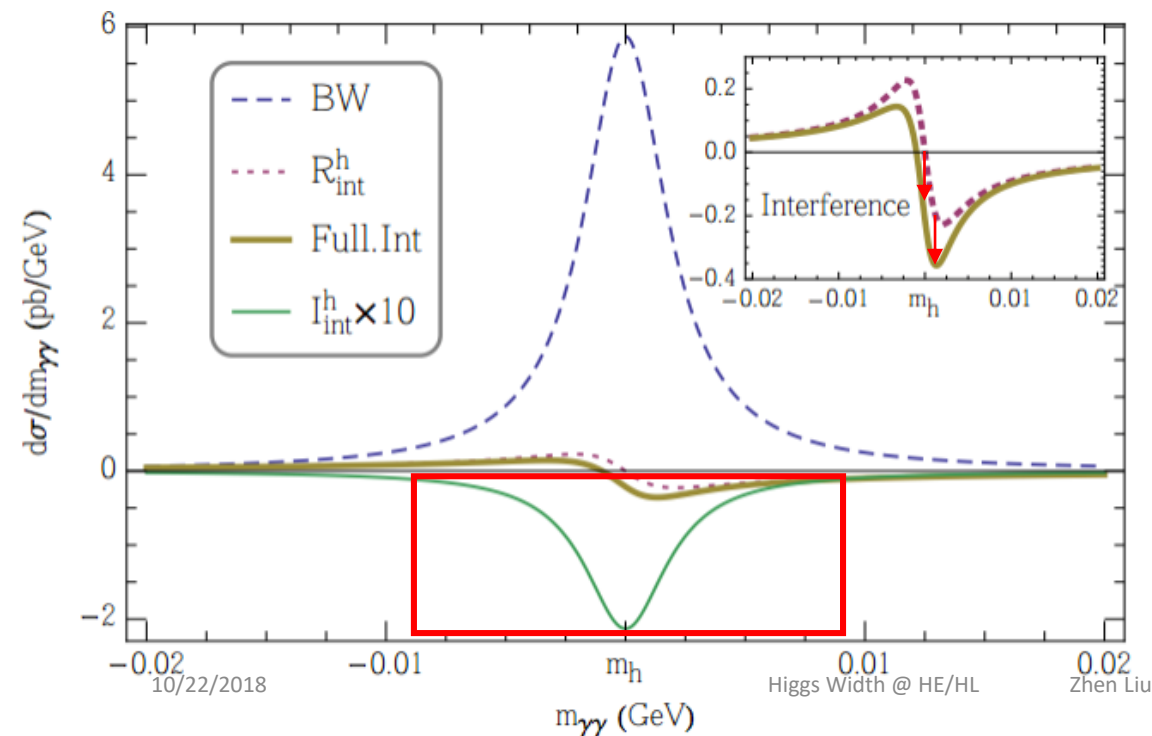 6
4
2
0
−2
dσ/dmγγ (pb/GeV)
BW
R^h_int
Full.Int
I^h_int×10
0.2
0.0
−0.2
−0.4
Interference
−0.02 −0.01 m_h 0.01 0.02
−0.02 −0.01 m_h 0.01 0.02
10/22/2018 Higgs Width @ HE/HL Zhen Liu
mγγ (GeV)